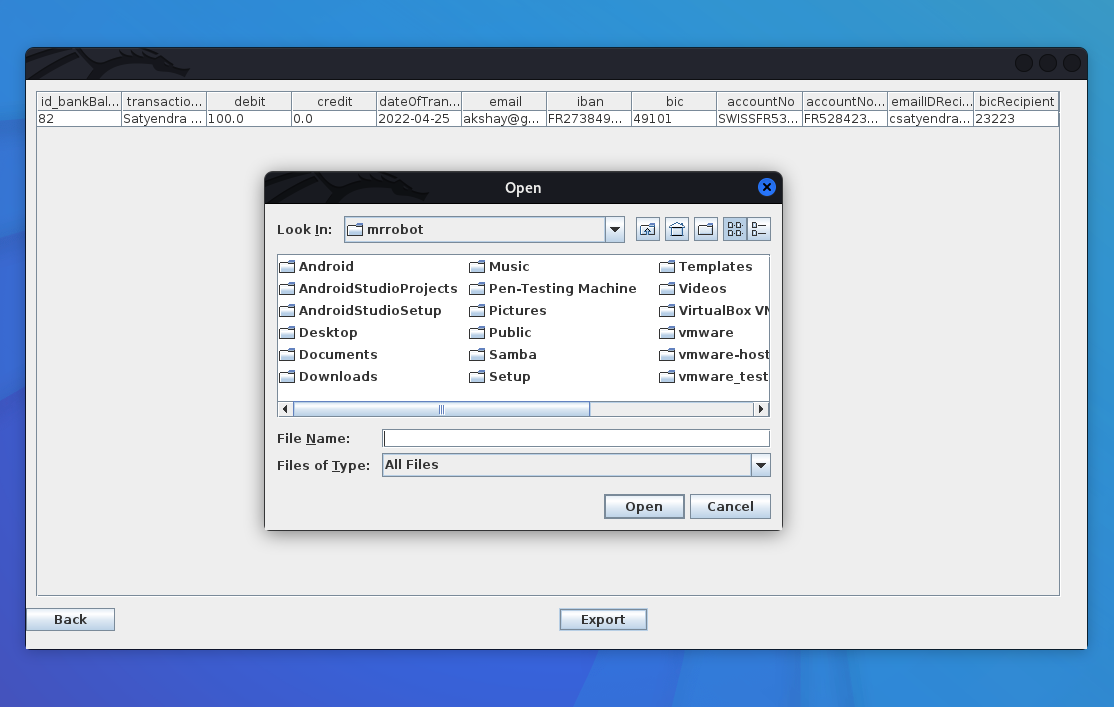 id_bankBal... transactio... debit credit dateOfTran... email iban bic accountNo accountNo... emailIDReci... bicRecipient
82 Satyendra ... 100.0 0.0 2022-04-25 akshay@g... FR273849... 49101 SWISSFR53... FR528423... csatyendra... 23223
Open
Look In: mrrobot
Android Music Templates
AndroidStudioProjects Pen-Testing Machine Videos
AndroidStudioSetup Pictures VirtualBox VM
Desktop Public vmware
Documents Samba vmware-host
Downloads Setup vmware_test
File Name:
Files of Type: All Files
Open Cancel
Back Export